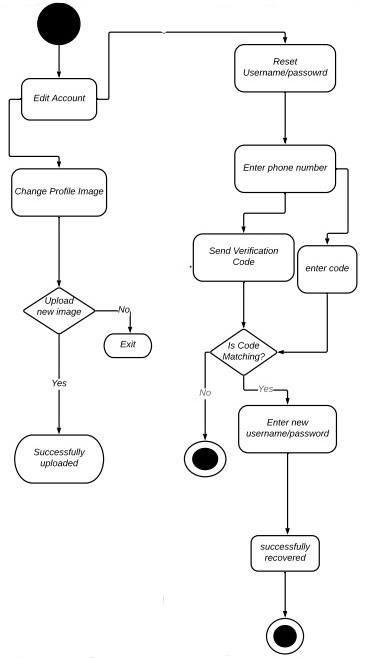 Reset
Username/passowrd
Edit Account
Enter phone number
Change Profile Image
Send Verification
Code
enter code
Upload
new image
No
Exit
Is Code
Matching?
Yes
No
Yes
Enter new
username/password
Successfully
uploaded
successfully
recovered